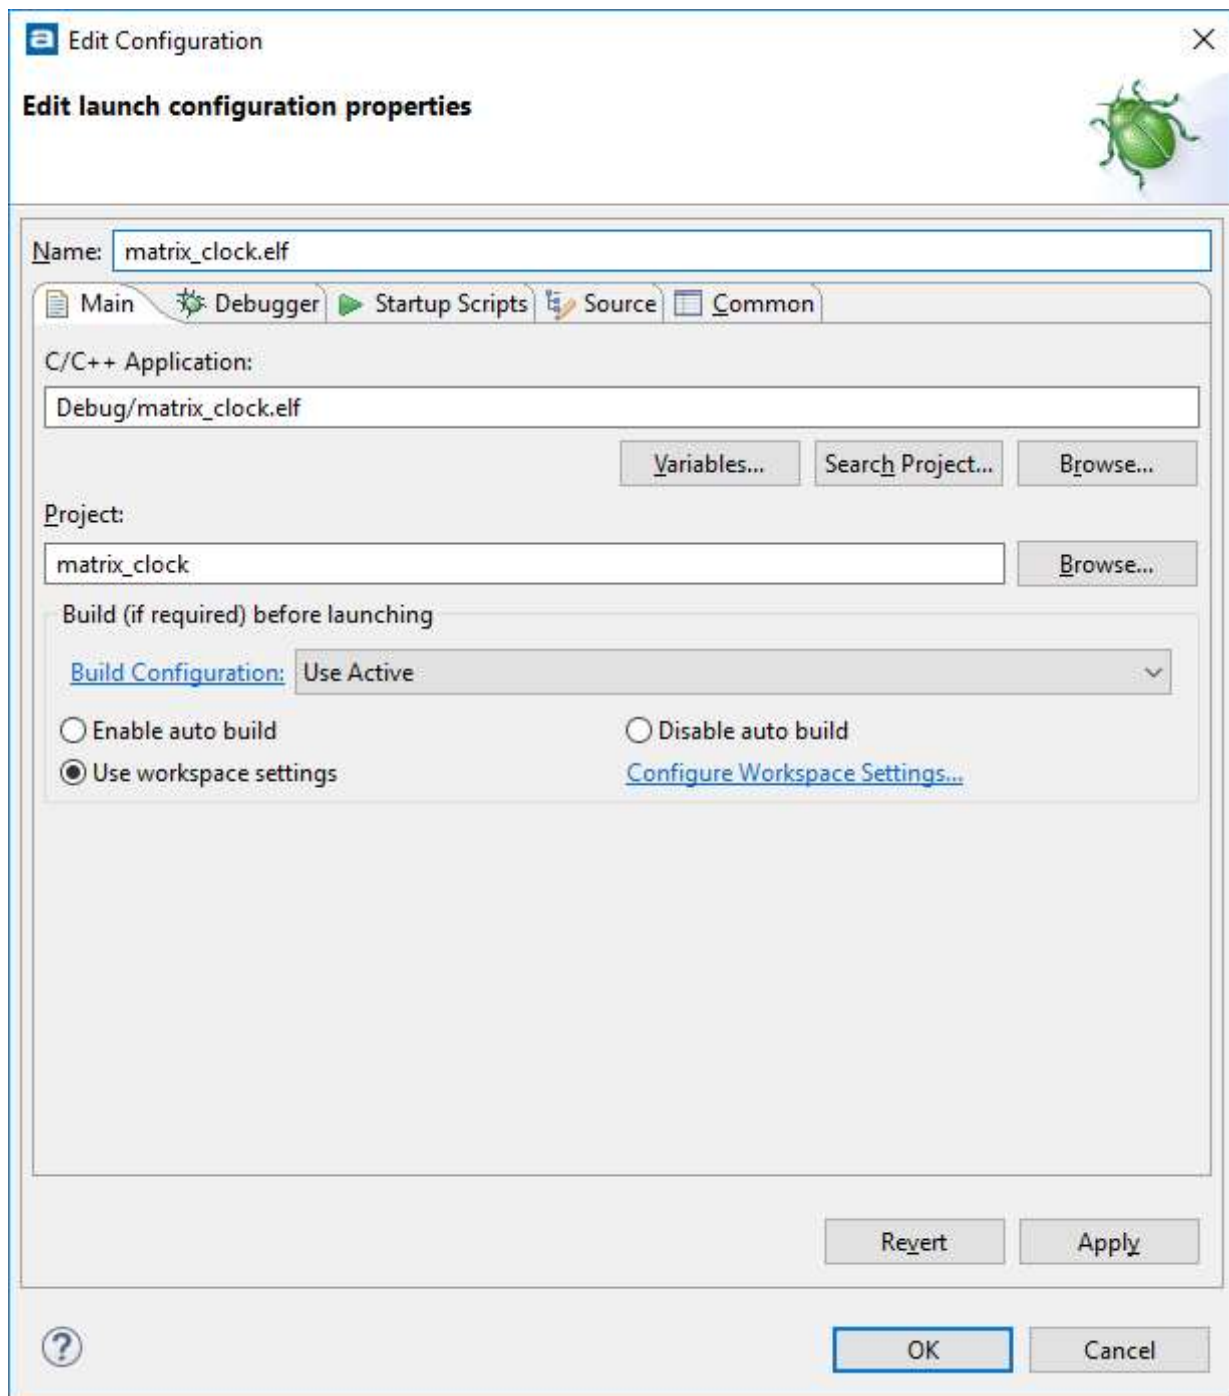 a Edit Configuration
Edit launch configuration properties
Name: matrix_clock.elf
Main Debugger Startup Scripts Source Common
C/C++ Application:
Debug/matrix_clock.elf
Variables... Search Project... Browse...
Project:
matrix_clock Browse...
Build (if required) before launching
Build Configuration: Use Active
Enable auto build Disable auto build
Use workspace settings Configure Workspace Settings...
Revert Apply
? OK Cancel